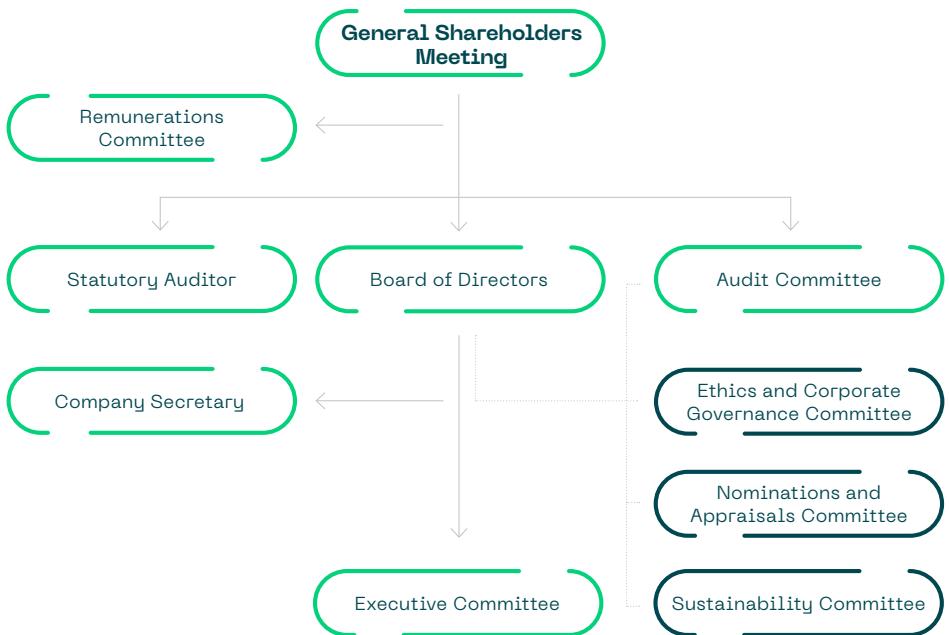 General Shareholders
Meeting
Remunerations
Committee
Statutory Auditor
Board of Directors
Audit Committee
Company Secretary
Ethics and Corporate
Governance Committee
Nominations and
Appraisals Committee
Executive Committee
Sustainability Committee